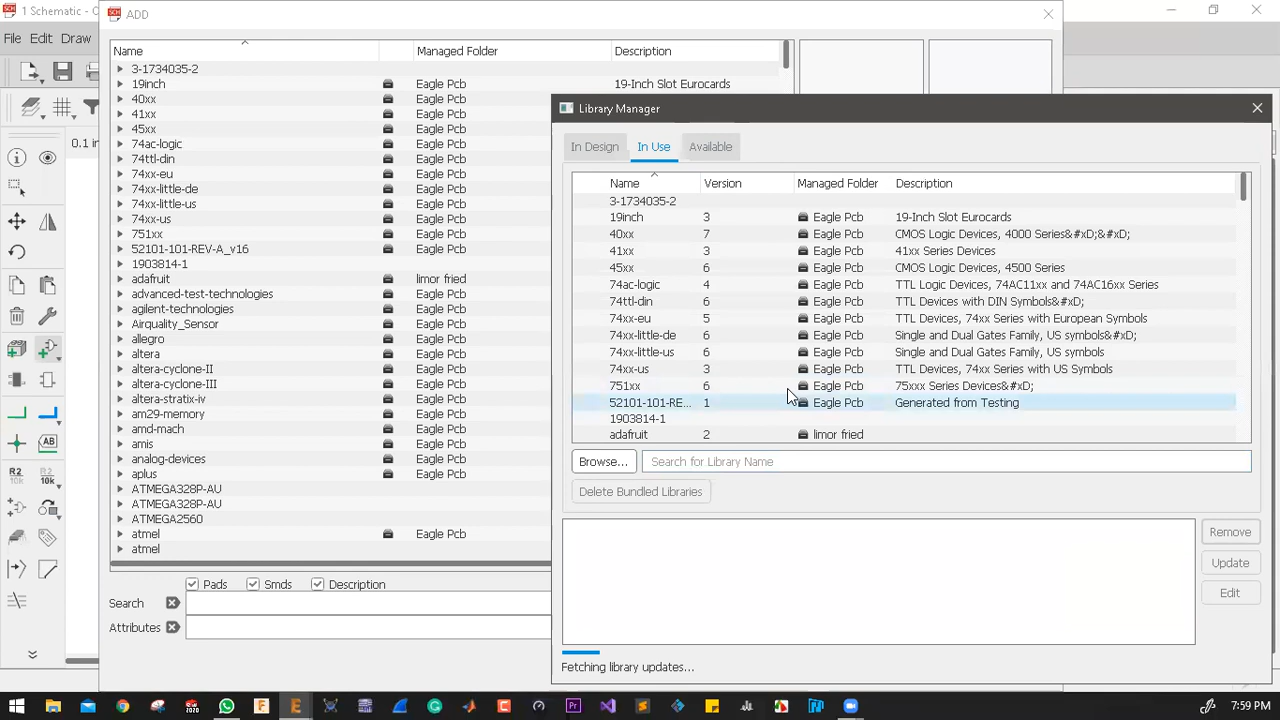 1 Schematic - C
ADD
File Edit Draw
0.1 in
Name Managed Folder Description
3-1734035-2
19inch Eagle Pcb 19-Inch Slot Eurocards
40xx Eagle Pcb
41xx Eagle Pcb
45xx Eagle Pcb
74ac-logic Eagle Pcb
74ttl-din Eagle Pcb
74xx-eu Eagle Pcb
74xx-little-de Eagle Pcb
74xx-little-us Eagle Pcb
74xx-us Eagle Pcb
751xx Eagle Pcb
52101-101-REV-A_v16 Eagle Pcb
1903814-1
adafruit limor fried
advanced-test-technologies Eagle Pcb
agilent-technologies Eagle Pcb
Airquality_Sensor Eagle Pcb
allegro Eagle Pcb
altera Eagle Pcb
altera-cyclone-II Eagle Pcb
altera-cyclone-III Eagle Pcb
altera-stratix-iv Eagle Pcb
am29-memory Eagle Pcb
amd-mach Eagle Pcb
amis Eagle Pcb
analog-devices Eagle Pcb
aplus Eagle Pcb
ATMEGA328P-AU
ATMEGA328P-AU
ATMEGA2560
atmel Eagle Pcb
atmel
Pads Smds Description
Search
Attributes
R2 R2
10k 10k
Library Manager
In Design In Use Available
Name Version Managed Folder Description
3-1734035-2
19inch 3 Eagle Pcb 19-Inch Slot Eurocards
40xx 7 Eagle Pcb CMOS Logic Devices, 4000 Series&#xD;&#xD;
41xx 3 Eagle Pcb 41xx Series Devices
45xx 6 Eagle Pcb CMOS Logic Devices, 4500 Series
74ac-logic 4 Eagle Pcb TTL Logic Devices, 74AC11xx and 74AC16xx Series
74ttl-din 6 Eagle Pcb TTL Devices with DIN Symbols&#xD;
74xx-eu 5 Eagle Pcb TTL Devices, 74xx Series with European Symbols
74xx-little-de 6 Eagle Pcb Single and Dual Gates Family, US symbols&#xD;
74xx-little-us 6 Eagle Pcb Single and Dual Gates Family, US symbols
74xx-us 3 Eagle Pcb TTL Devices, 74xx Series with US Symbols
751xx 6 Eagle Pcb 75xxx Series Devices&#xD;
52101-101-RE... 1 Eagle Pcb Generated from Testing
1903814-1
adafruit 2 limor fried
Browse... Search for Library Name
Delete Bundled Libraries
Remove
Update
Edit
Fetching library updates...
7:59 PM